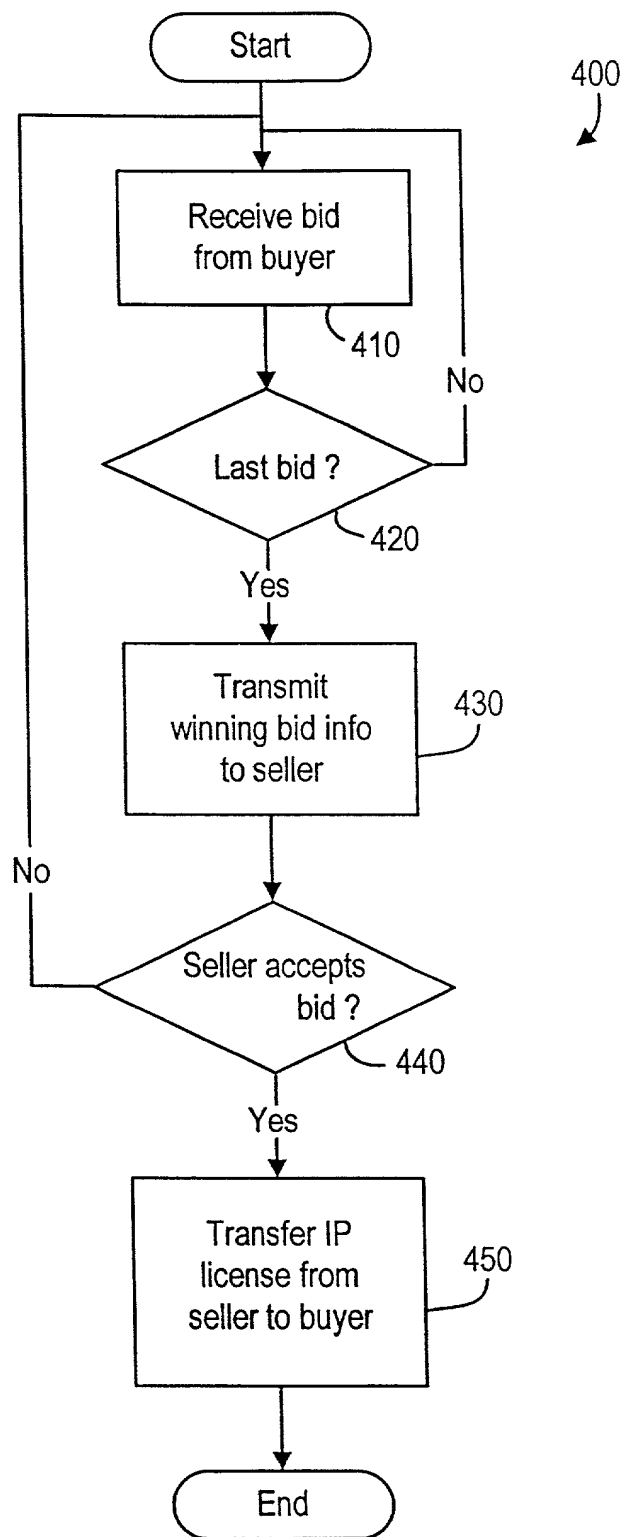 Start
400
Receive bid
from buyer
410
No
Last bid ?
420
Yes
Transmit
winning bid info
to seller
430
No
Seller accepts
bid ?
440
Yes
Transfer IP
license from
seller to buyer
450
End